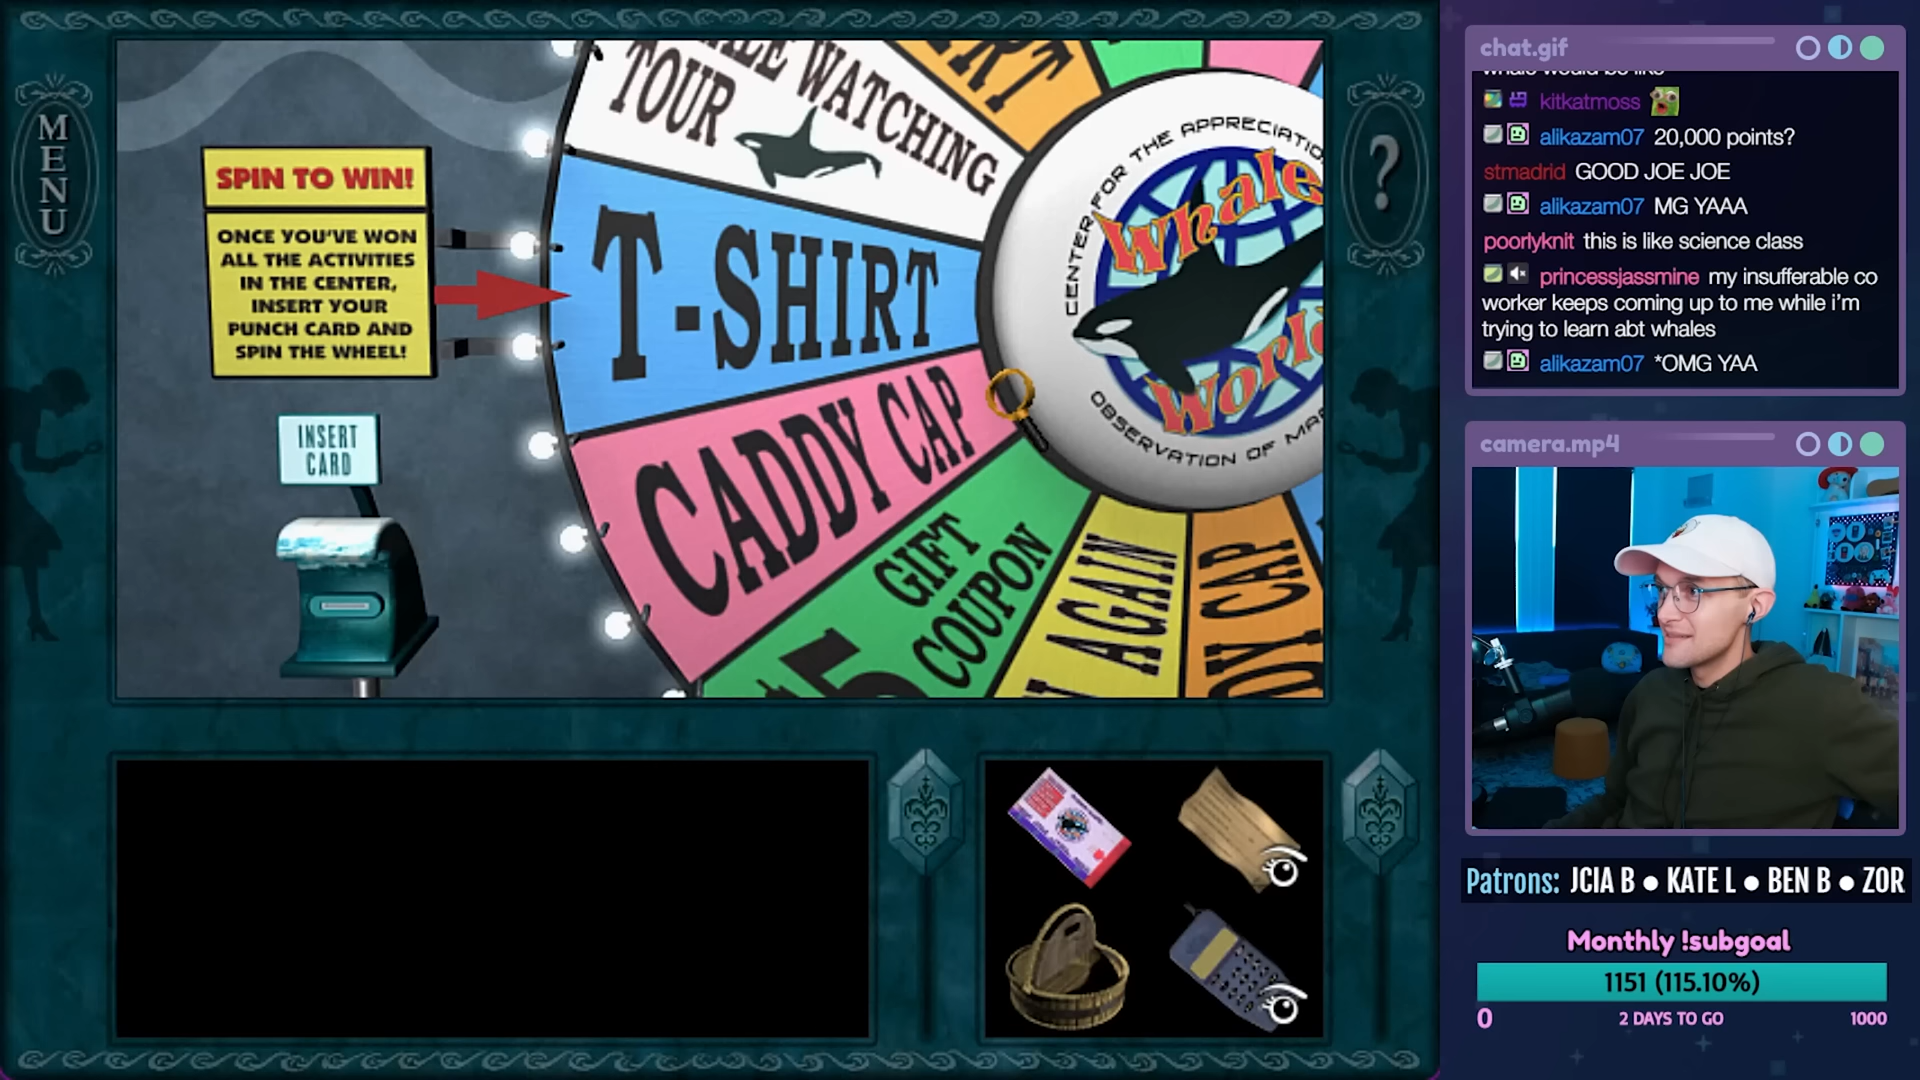 MENU
?
SPIN TO WIN!
ONCE YOU'VE WON
ALL THE ACTIVITIES
IN THE CENTER,
INSERT YOUR
PUNCH CARD AND
SPIN THE WHEEL!
INSERT
CARD
WATCHING
TOUR
T-SHIRT
CADDY CAP
GIFT
COUPON
AGAIN
CAP
CENTER FOR THE
Whale
World
OBSERVATION OF
chat.gif
whale would be like
kitkatmoss
alikazam07 20,000 points?
stmadrid GOOD JOE JOE
alikazam07 MG YAAA
poorlyknit this is like science class
princessjassmine my insufferable co
worker keeps coming up to me while i'm
trying to learn abt whales
alikazam07 *OMG YAA
camera.mp4
Patrons: JCIA B ● KATE L ● BEN B ● ZOR
Monthly !subgoal
1151 (115.10%)
0 2 DAYS TO GO 1000